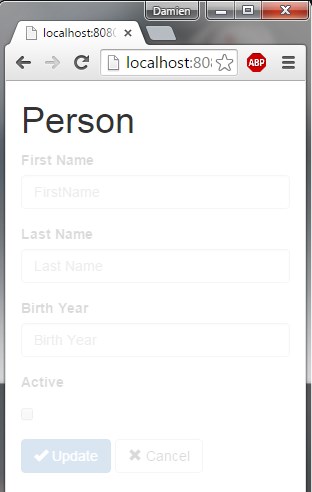 Damien
localhost:8080
localhost:808
ABP
Person
First Name
FirstName
Last Name
Last Name
Birth Year
Birth Year
Active
Update Cancel